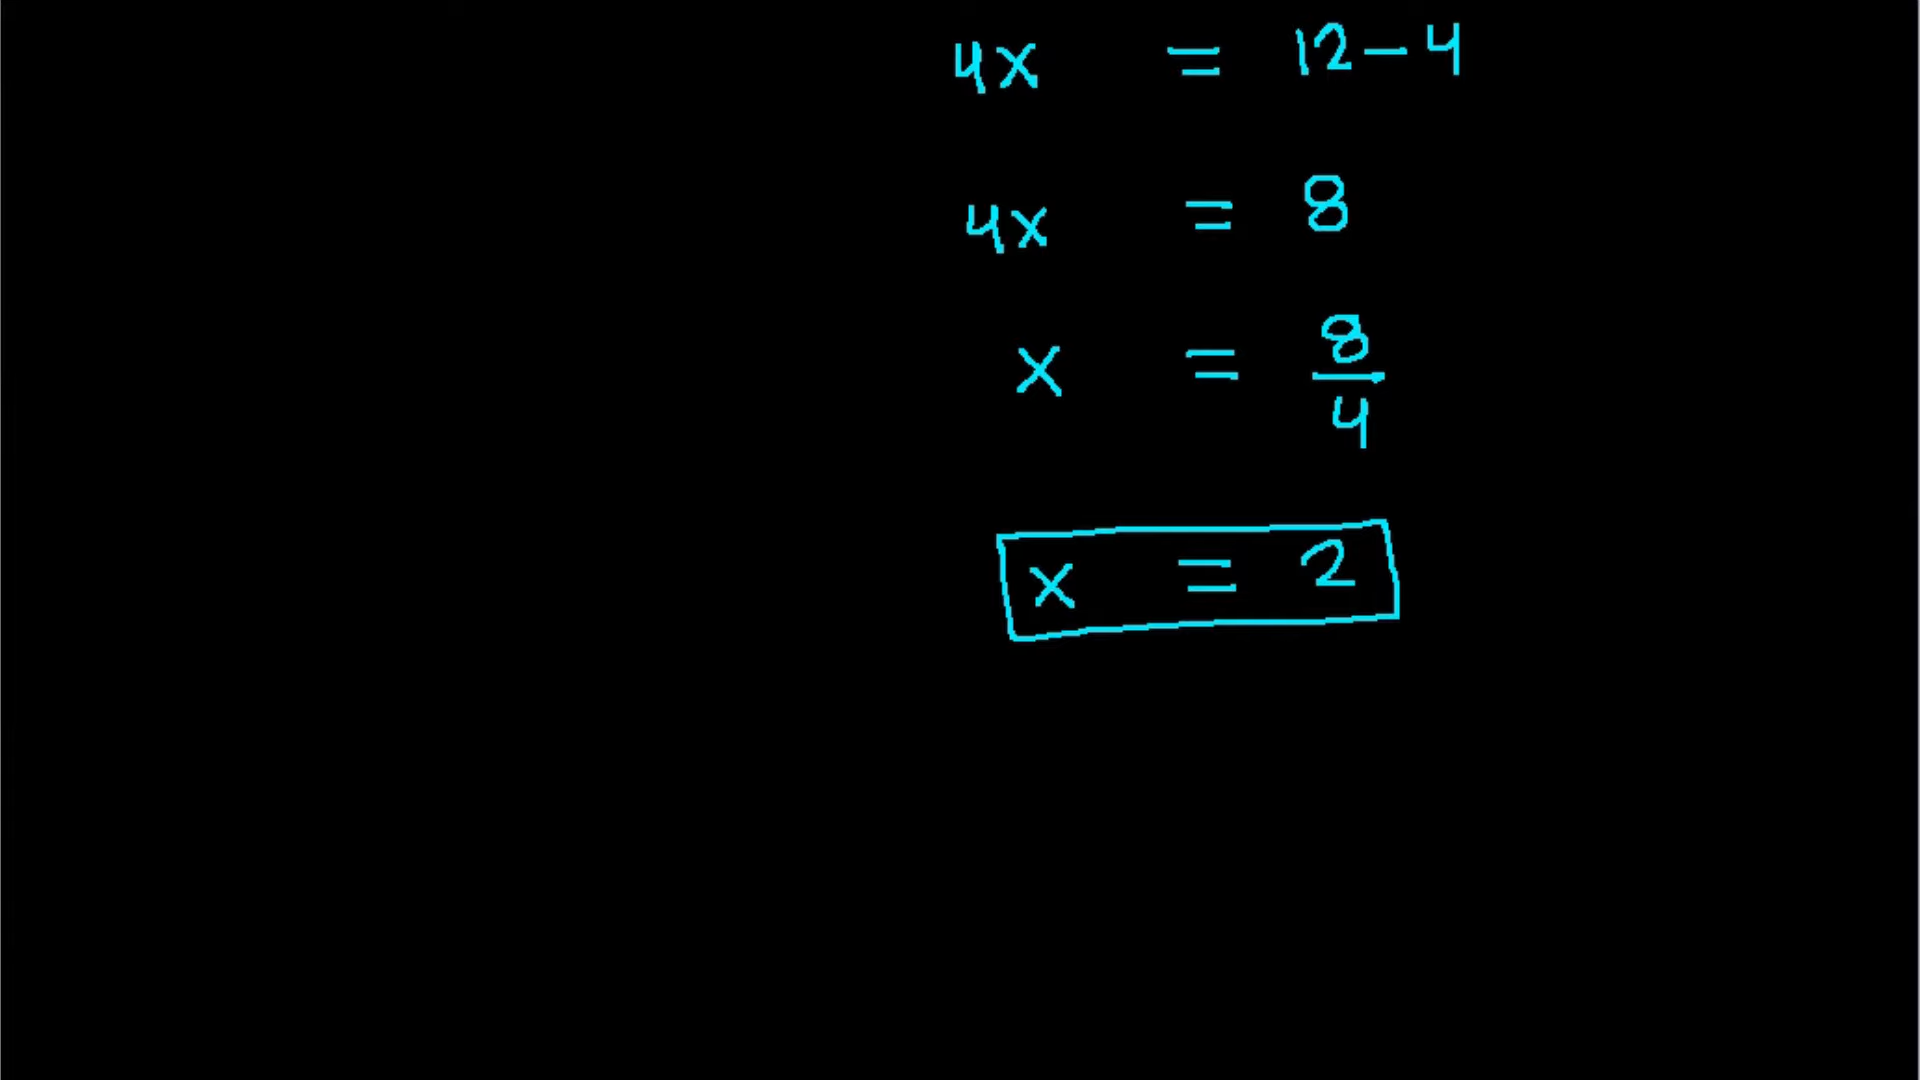 4x = 12-4
4x = 8
x = 8/4
x = 2